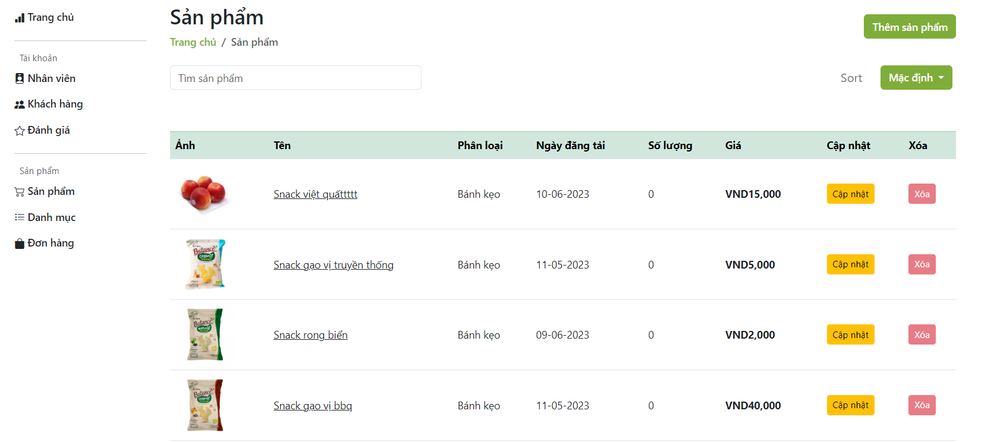 Trang chủ
Tài khoản
Nhân viên
Khách hàng
Đánh giá
Sản phẩm
Sản phẩm
Danh mục
Đơn hàng
Sản phẩm
Trang chủ / Sản phẩm
Thêm sản phẩm
Tìm sản phẩm
Sort Mặc định
Ảnh Tên Phân loại Ngày đăng tải Số lượng Giá Cập nhật Xóa
Snack việt quấttttt Bánh kẹo 10-06-2023 0 VND15,000 Cập nhật Xóa
Balance
Organic
Snack gạo vị truyền thống Bánh kẹo 11-05-2023 0 VND5,000 Cập nhật Xóa
Balance
Snack rong biển Bánh kẹo 09-06-2023 0 VND2,000 Cập nhật Xóa
Balance
Organic
Snack gạo vị bbq Bánh kẹo 11-05-2023 0 VND40,000 Cập nhật Xóa